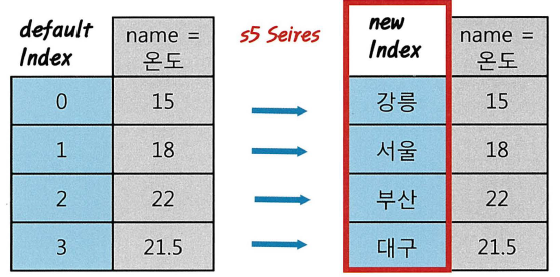 default
Index
name =
온도
0 15
1 18
2 22
3 21.5
s5 Seires
new
Index
name =
온도
강릉 15
서울 18
부산 22
대구 21.5